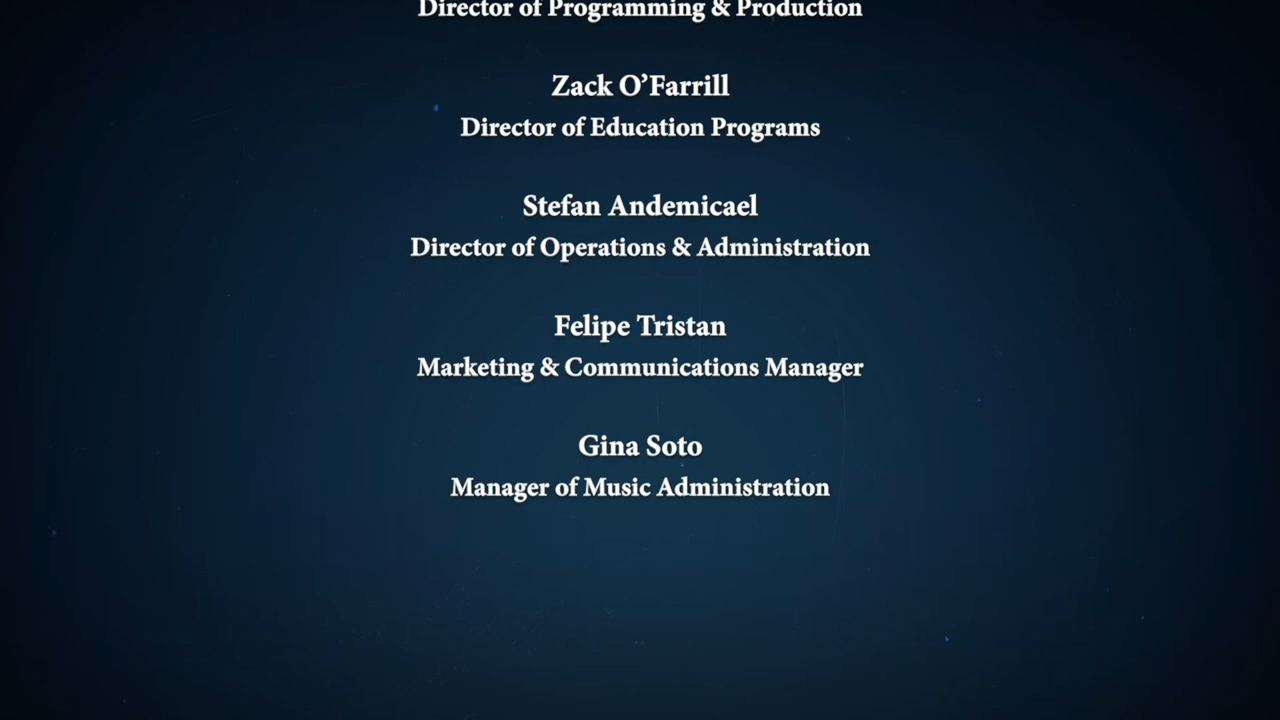 Director of Programming & Production
Zack O’Farrill
Director of Education Programs
Stefan Andemicael
Director of Operations & Administration
Felipe Tristan
Marketing & Communications Manager
Gina Soto
Manager of Music Administration